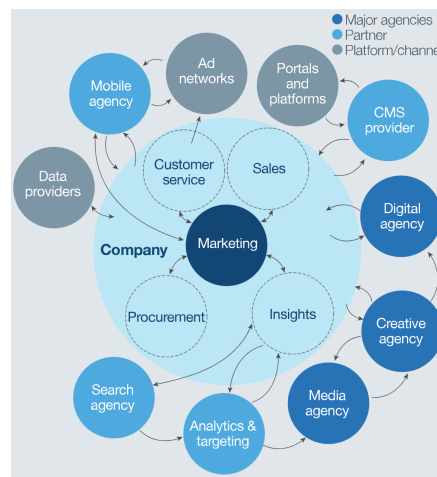 Major agencies
Partner
Platform/channel
Ad
networks
Portals and
platforms
Mobile
agency
CMS
provider
Customer
service
Sales
Data
providers
Digital
agency
Company
Marketing
Procurement
Insights
Creative
agency
Search
agency
Analytics &
targeting
Media
agency